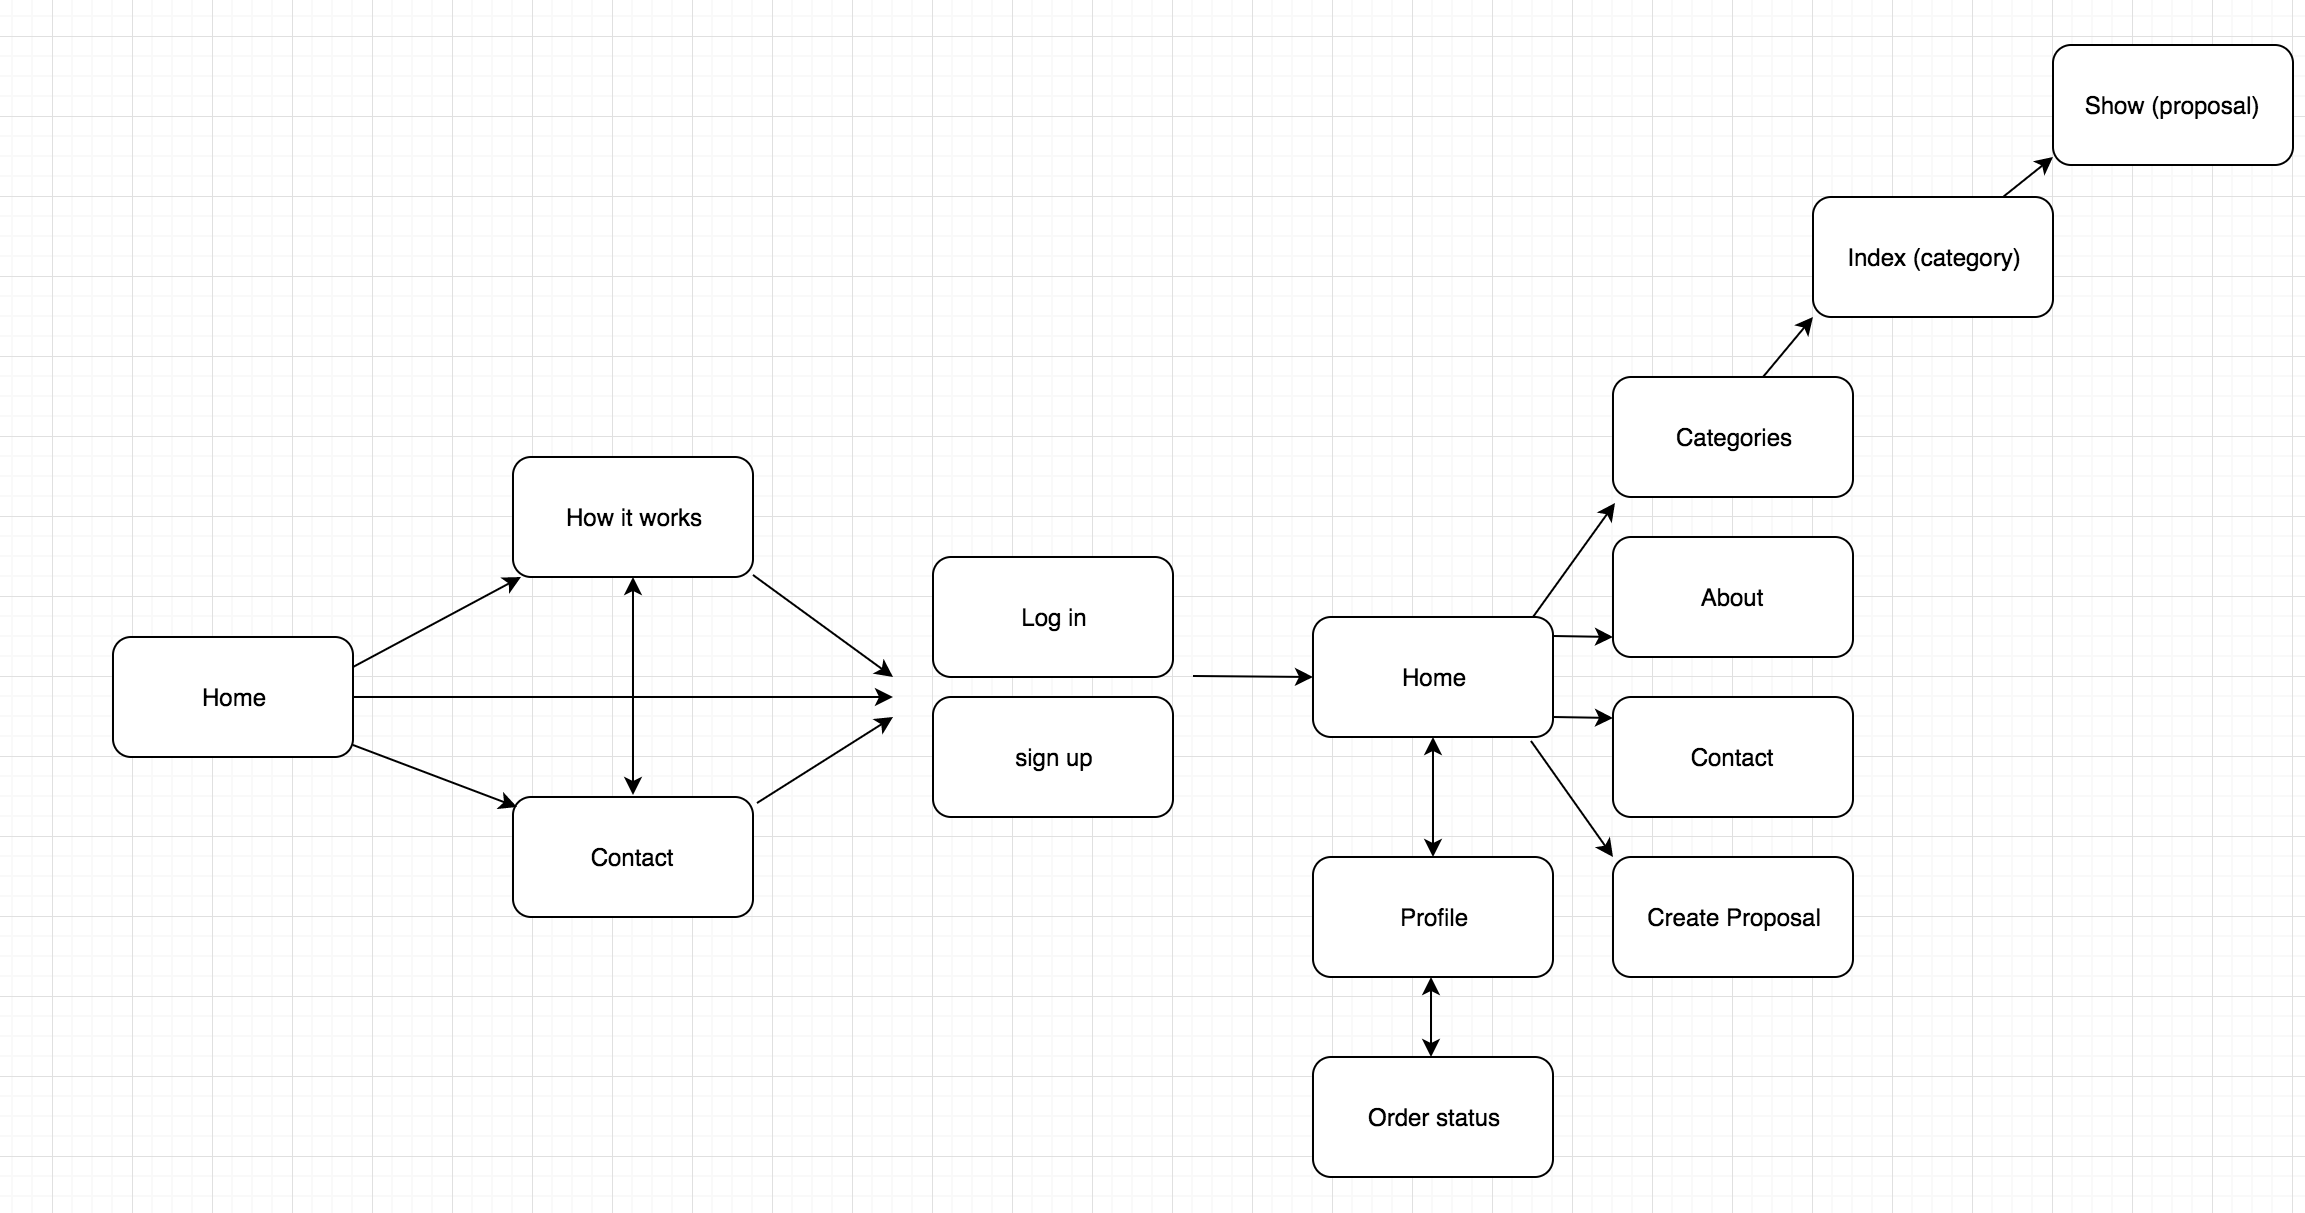 Show (proposal)
Index (category)
Categories
How it works
About
Log in
Home
Home
sign up
Contact
Contact
Profile
Create Proposal
Order status